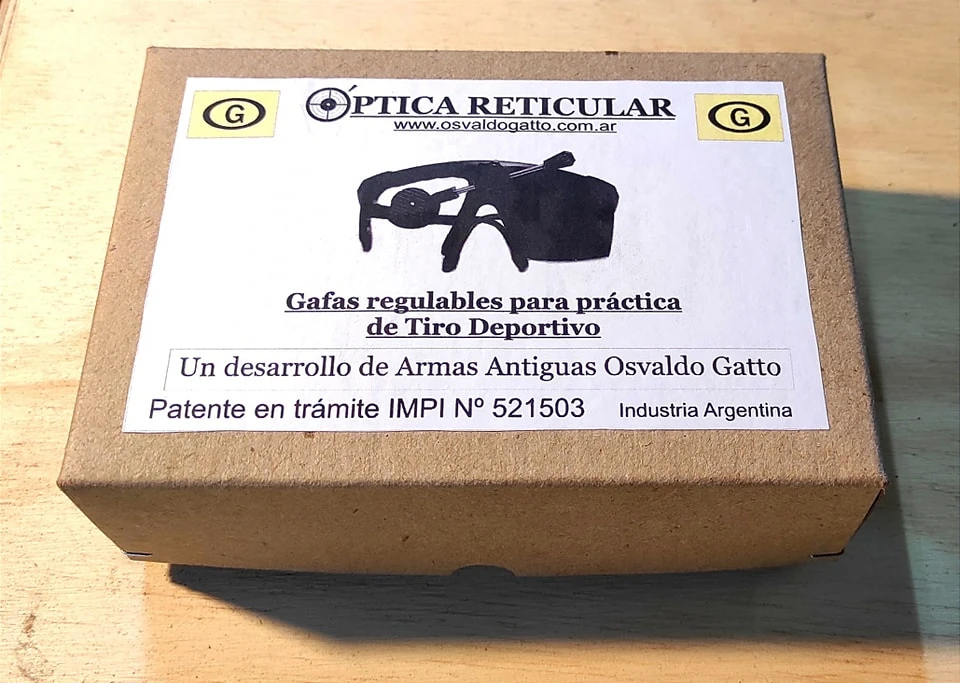 G
ÓPTICA RETICULAR
G
www.osvaldogatto.com.ar
Gafas regulables para práctica
de Tiro Deportivo
Un desarrollo de Armas Antiguas Osvaldo Gatto
Patente en trámite IMPI Nº 521503
Industria Argentina